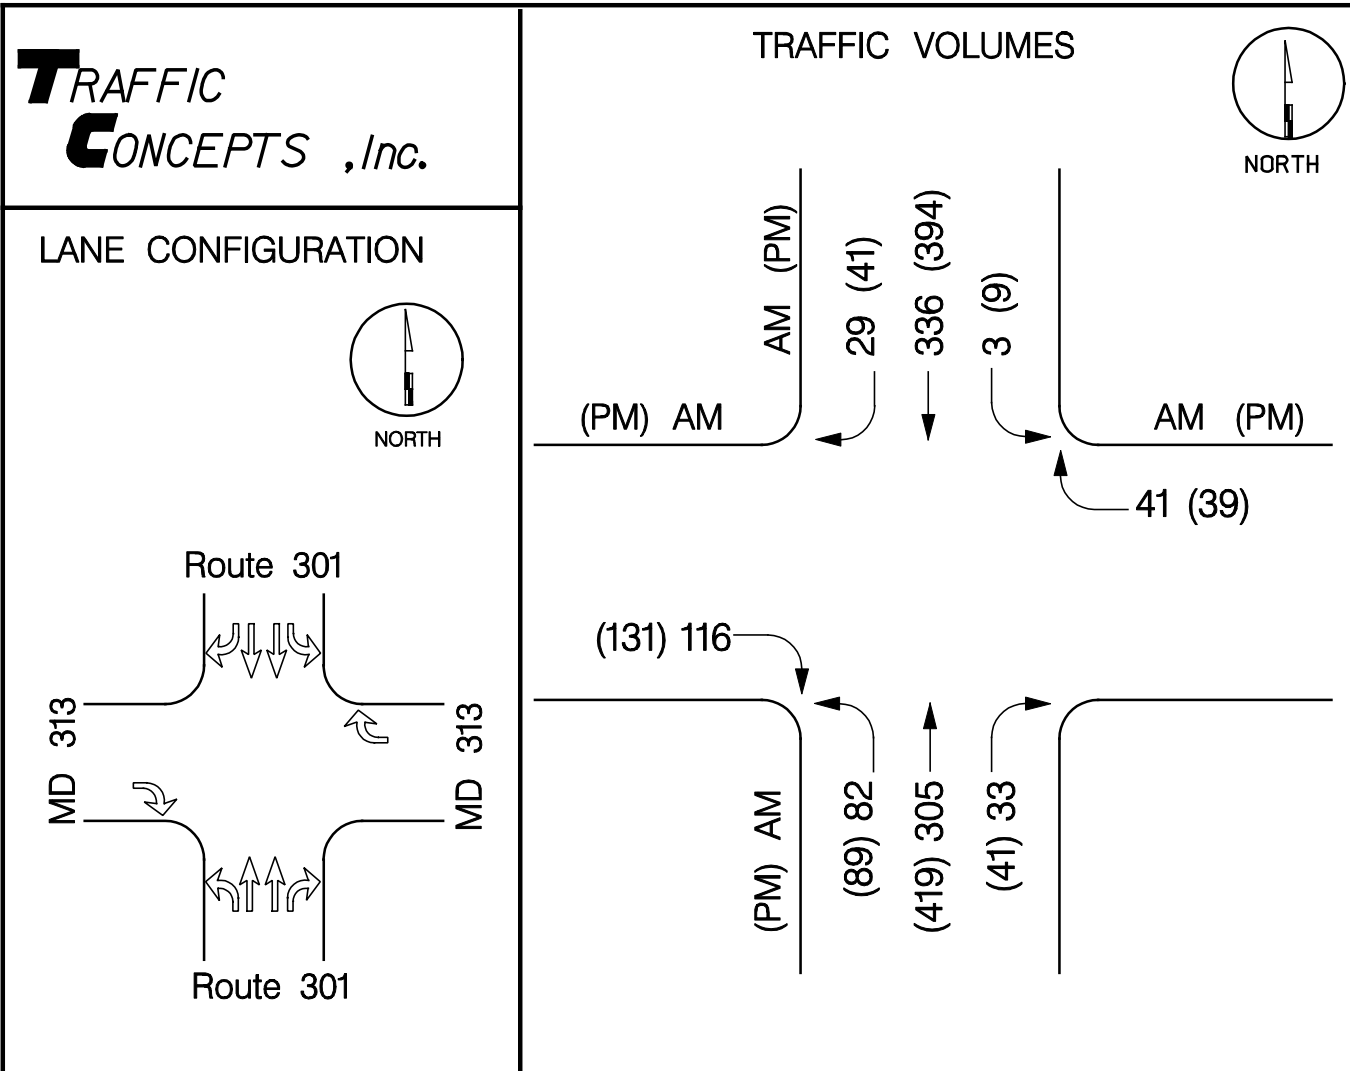 TRAFFIC
CONCEPTS , Inc.
LANE CONFIGURATION
NORTH
Route 301
MD 313
MD 313
Route 301
TRAFFIC VOLUMES
NORTH
AM (PM)
29 (41)
336 (394)
3 (9)
(PM) AM
AM (PM)
41 (39)
(131) 116
(PM) AM
(89) 82
(419) 305
(41) 33